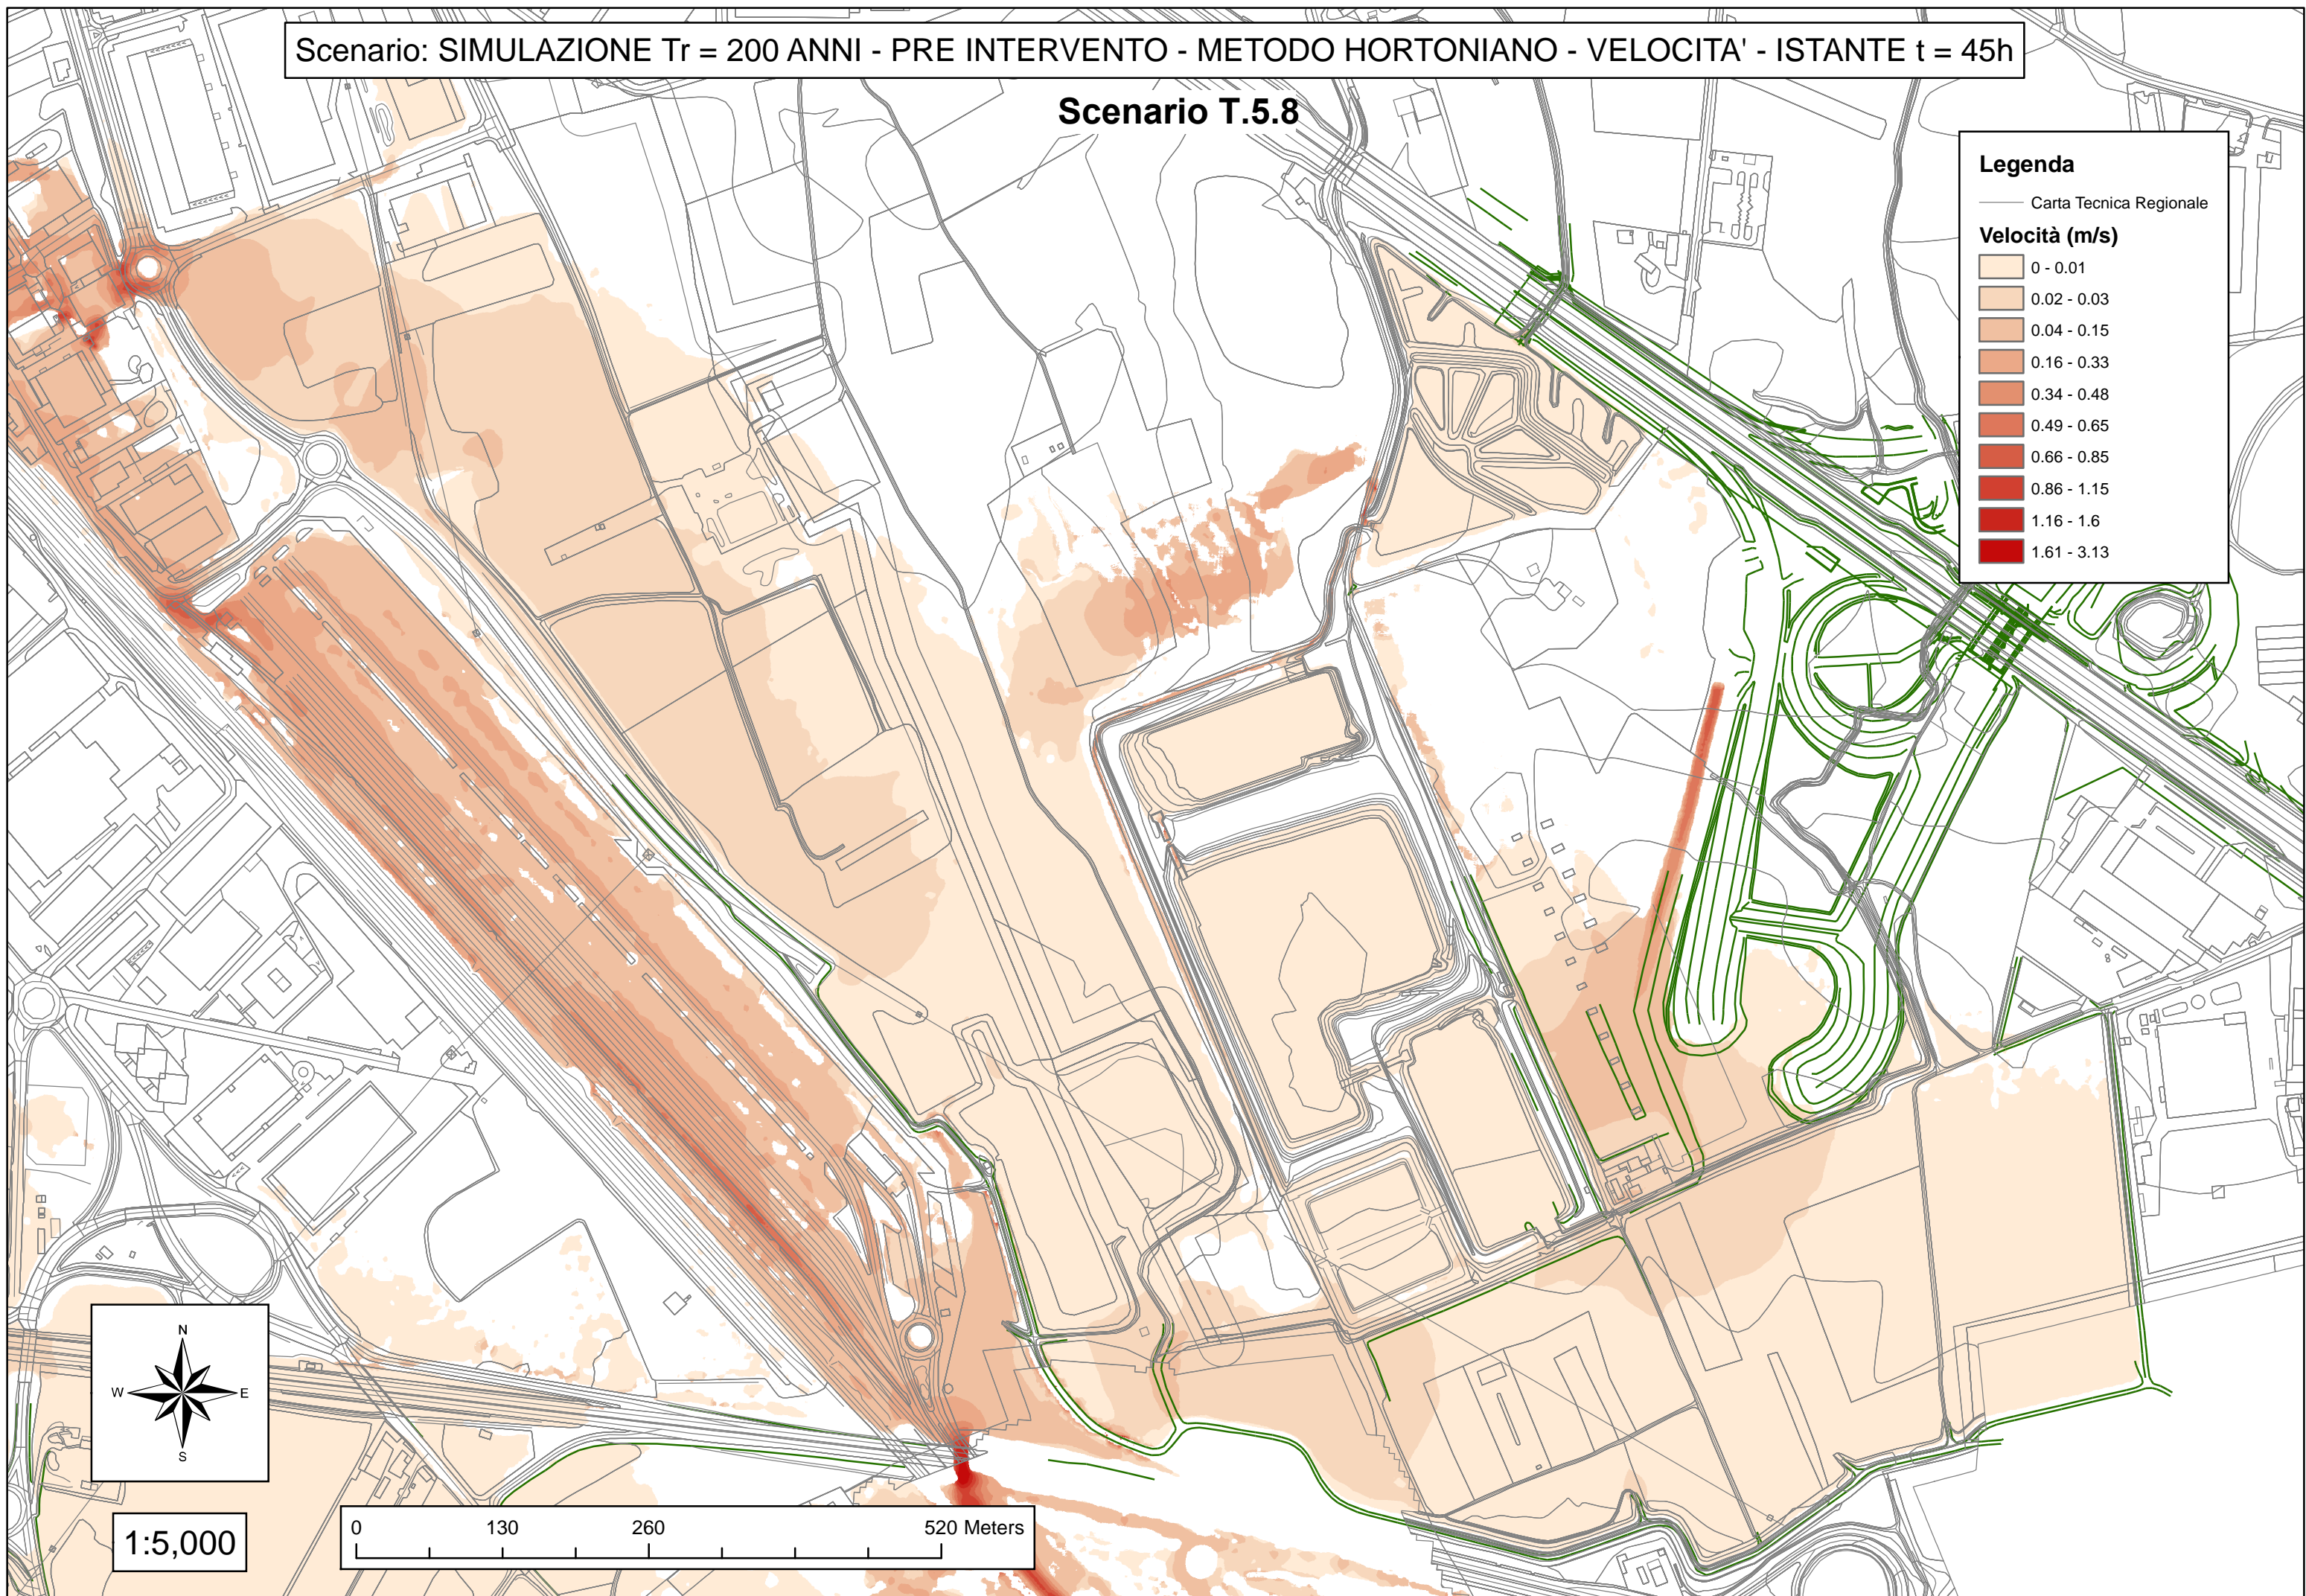 Scenario: SIMULAZIONE Tr = 200 ANNI - PRE INTERVENTO - METODO HORTONIANO - VELOCITA' - ISTANTE t = 45h
Scenario T.5.8
Legenda
Carta Tecnica Regionale
Velocità (m/s)
0 - 0.01
0.02 - 0.03
0.04 - 0.15
0.16 - 0.33
0.34 - 0.48
0.49 - 0.65
0.66 - 0.85
0.86 - 1.15
1.16 - 1.6
1.61 - 3.13
N
W E
S
1:5,000
0 130 260 520 Meters